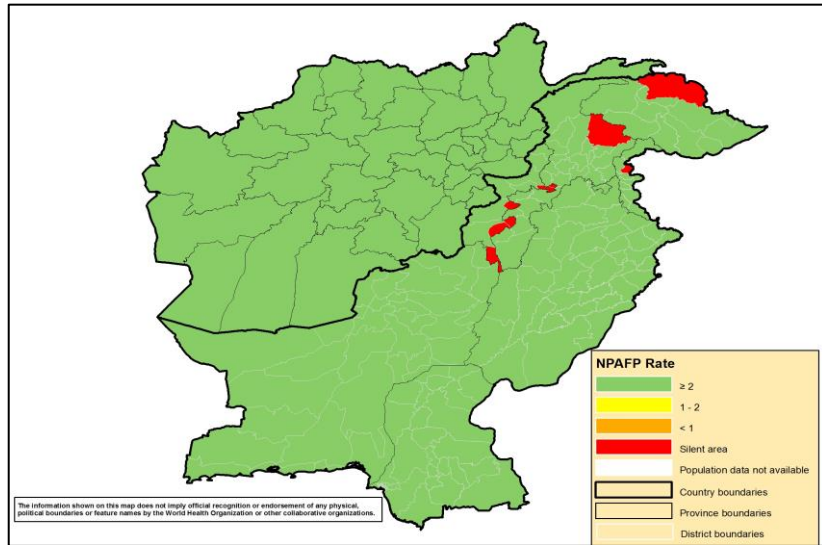 NPAFP Rate
≥ 2
1 - 2
< 1
Silent area
Population data not available
Country boundaries
Province boundaries
District boundaries
The information shown on this map does not imply official recognition or endorsement of any physical,
political boundaries or feature names by the World Health Organization or other collaborative organizations.